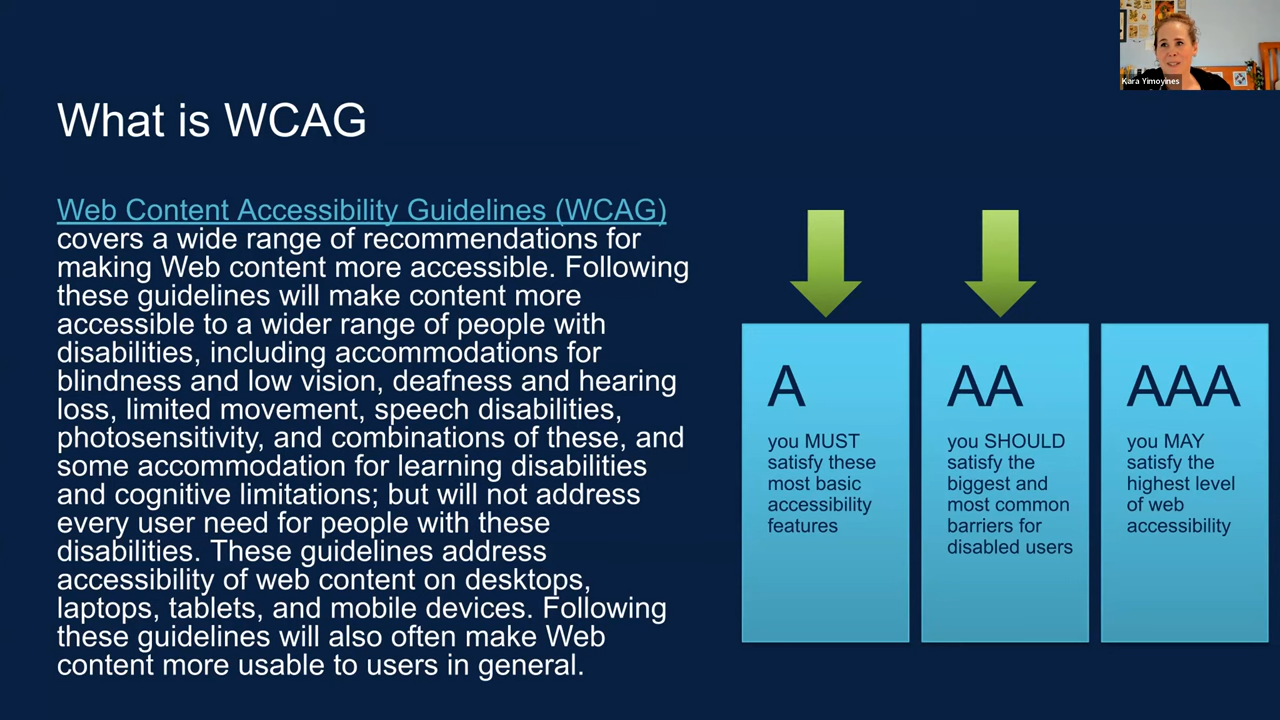 Kara Yimoyines
What is WCAG
Web Content Accessibility Guidelines (WCAG)
covers a wide range of recommendations for
making Web content more accessible. Following
these guidelines will make content more
accessible to a wider range of people with
disabilities, including accommodations for
blindness and low vision, deafness and hearing
loss, limited movement, speech disabilities,
photosensitivity, and combinations of these, and
some accommodation for learning disabilities
and cognitive limitations; but will not address
every user need for people with these
disabilities. These guidelines address
accessibility of web content on desktops,
laptops, tablets, and mobile devices. Following
these guidelines will also often make Web
content more usable to users in general.
A
you MUST
satisfy these
most basic
accessibility
features
AA
you SHOULD
satisfy the
biggest and
most common
barriers for
disabled users
AAA
you MAY
satisfy the
highest level
of web
accessibility